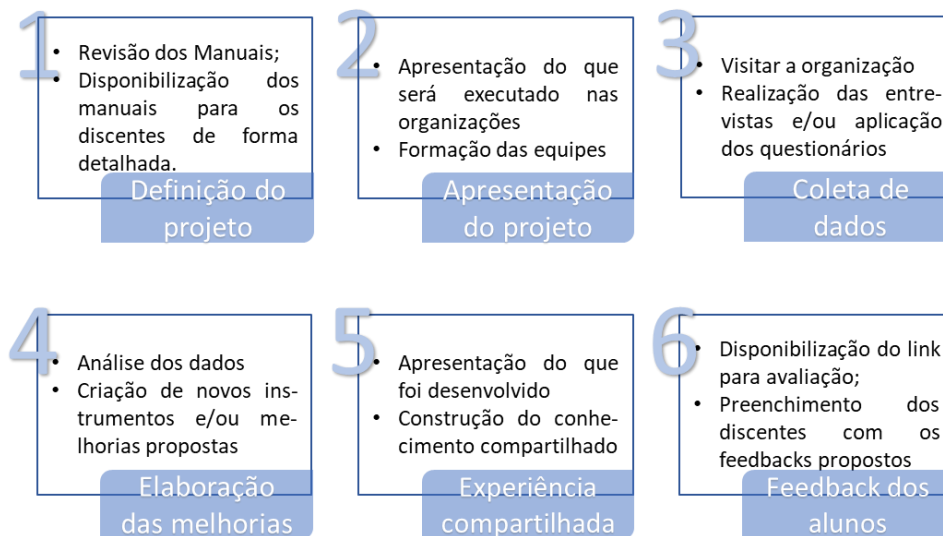 1
• Revisão dos Manuais;
• Disponibilização dos
manuais para os
discentes de forma
detalhada.
Definição do
projeto
2
• Apresentação do que
será executado nas
organizações
• Formação das equipes
Apresentação
do projeto
3
• Visitar a organização
• Realização das entre-
vistas e/ou aplicação
dos questionários
Coleta de
dados
4
• Análise dos dados
• Criação de novos ins-
trumentos e/ou me-
lhorias propostas
Elaboração
das melhorias
5
• Apresentação do que
foi desenvolvido
• Construção do conhe-
cimento compartilhado
Experiência
compartilhada
6
• Disponibilização do link
para avaliação;
• Preenchimento dos
discentes com os
feedbacks propostos
Feedback dos
alunos